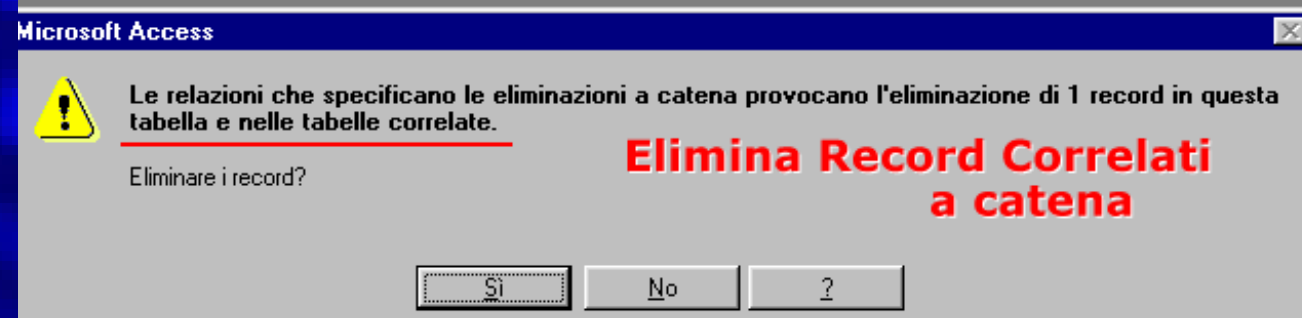 Microsoft Access
Le relazioni che specificano le eliminazioni a catena provocano l'eliminazione di 1 record in questa
tabella e nelle tabelle correlate.
Elimina Record Correlati
Eliminare i record?
a catena
Sì No ?